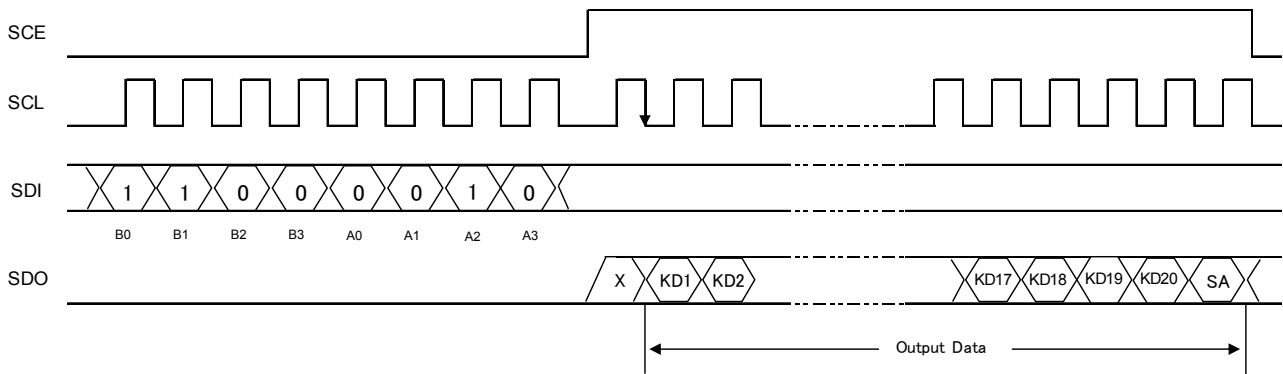 SCE
SCL
SDI 1 1 0 0 0 0 1 0
B0 B1 B2 B3 A0 A1 A2 A3
SDO X KD1 KD2 KD17 KD18 KD19 KD20 SA
Output Data